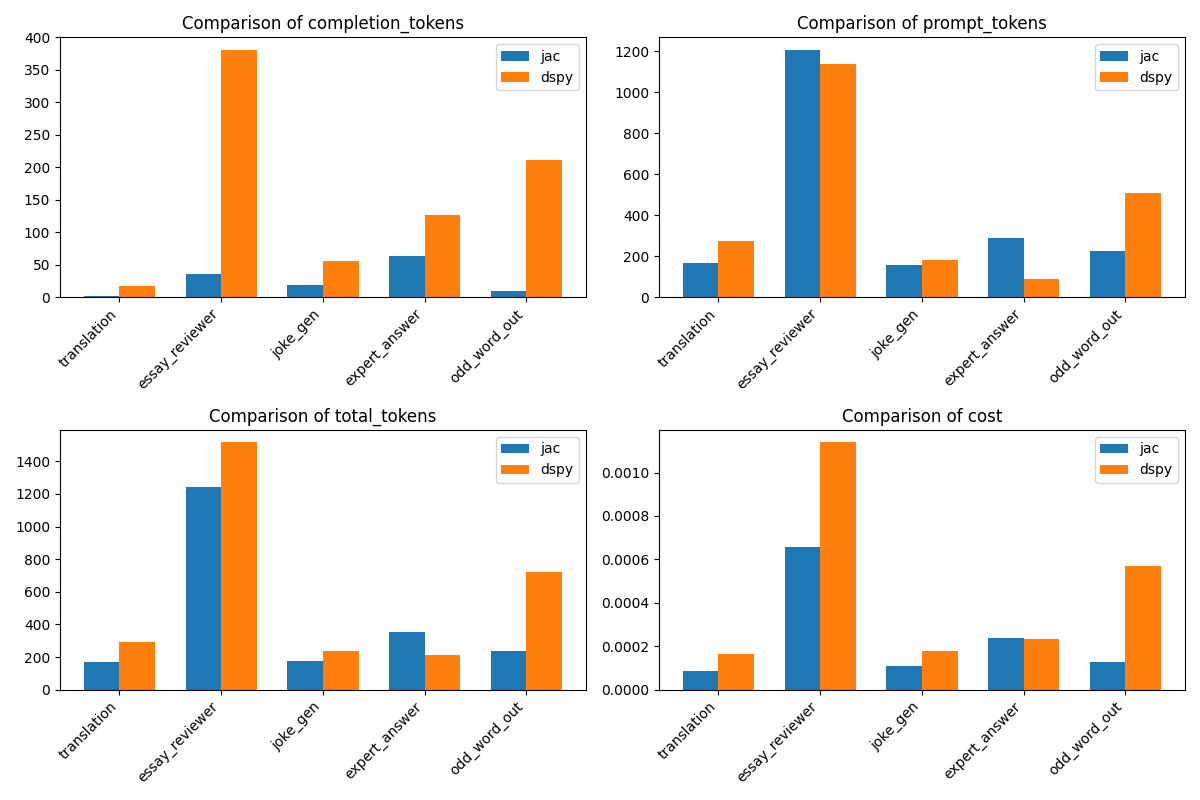 Comparison of completion_tokens
400
350
300
250
200
150
100
50
0
jac
dspy
translation
essay_reviewer
joke_gen
expert_answer
odd_word_out
Comparison of prompt_tokens
1200
1000
800
600
400
200
0
jac
dspy
translation
essay_reviewer
joke_gen
expert_answer
odd_word_out
Comparison of total_tokens
1400
1200
1000
800
600
400
200
0
jac
dspy
translation
essay_reviewer
joke_gen
expert_answer
odd_word_out
Comparison of cost
0.0010
0.0008
0.0006
0.0004
0.0002
0.0000
jac
dspy
translation
essay_reviewer
joke_gen
expert_answer
odd_word_out